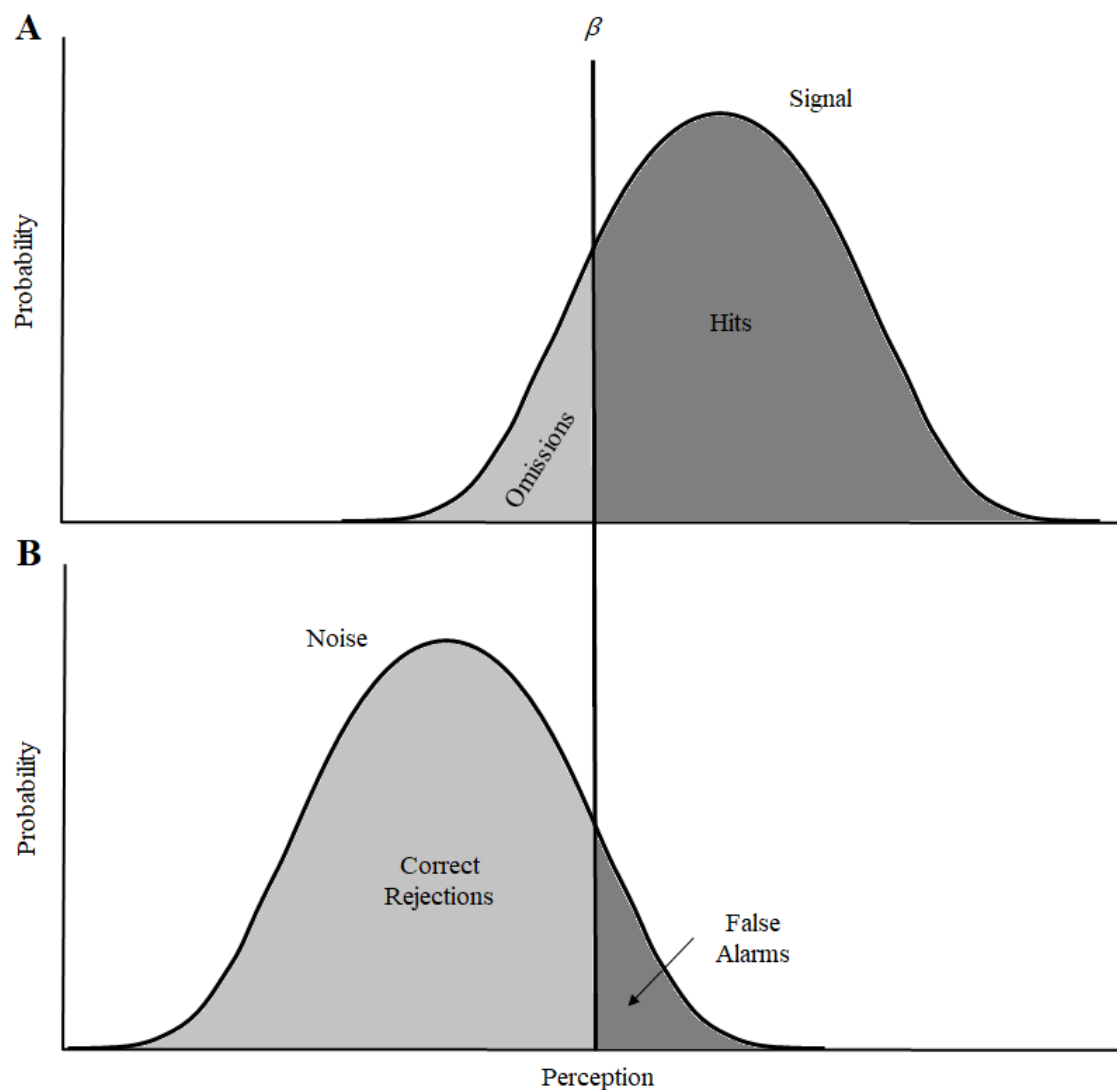 A
β
Signal
Probability
Hits
Omissions
B
Noise
Probability
Correct
Rejections
False
Alarms
Perception